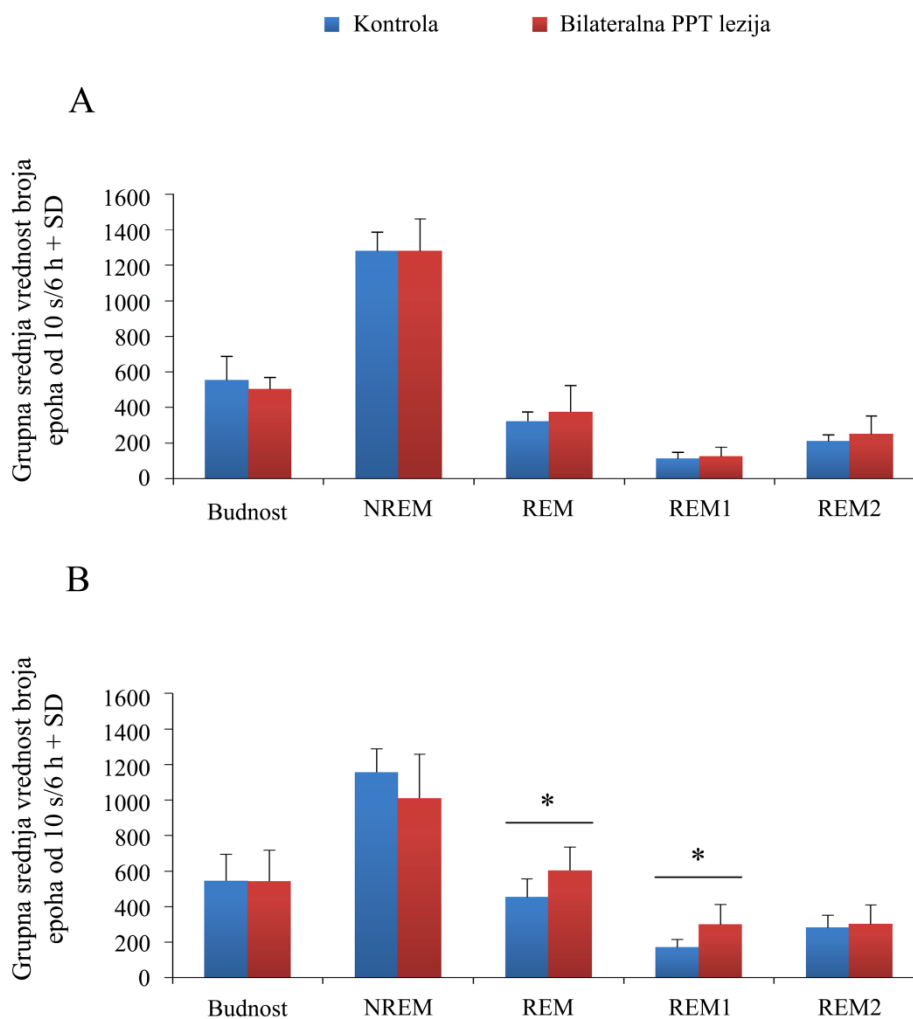 Kontrola Bilateralna PPT lezija
A
Grupna srednja vrednost broja
epoha od 10 s/6 h + SD
1600
1400
1200
1000
800
600
400
200
0
Budnost NREM REM REM1 REM2
B
Grupna srednja vrednost broja
epoha od 10 s/6 h + SD
1600
1400
1200
1000
800
600
400
200
0
*
*
Budnost NREM REM REM1 REM2